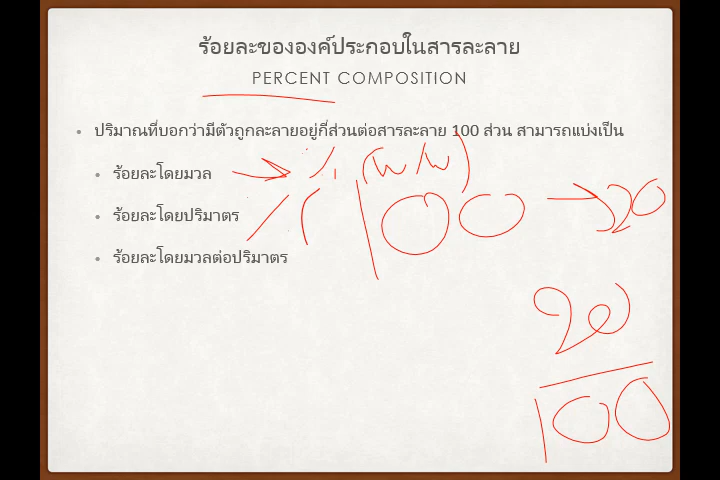 ร้อยละขององค์ประกอบในสารละลาย
PERCENT COMPOSITION
• ปริมาณที่บอกว่ามีตัวถูกละลายอยู่กี่ส่วนต่อสารละลาย 100 ส่วน สามารถแบ่งเป็น
• ร้อยละโดยมวล
• ร้อยละโดยปริมาตร
• ร้อยละโดยมวลต่อปริมาตร
100 → 20
20
100